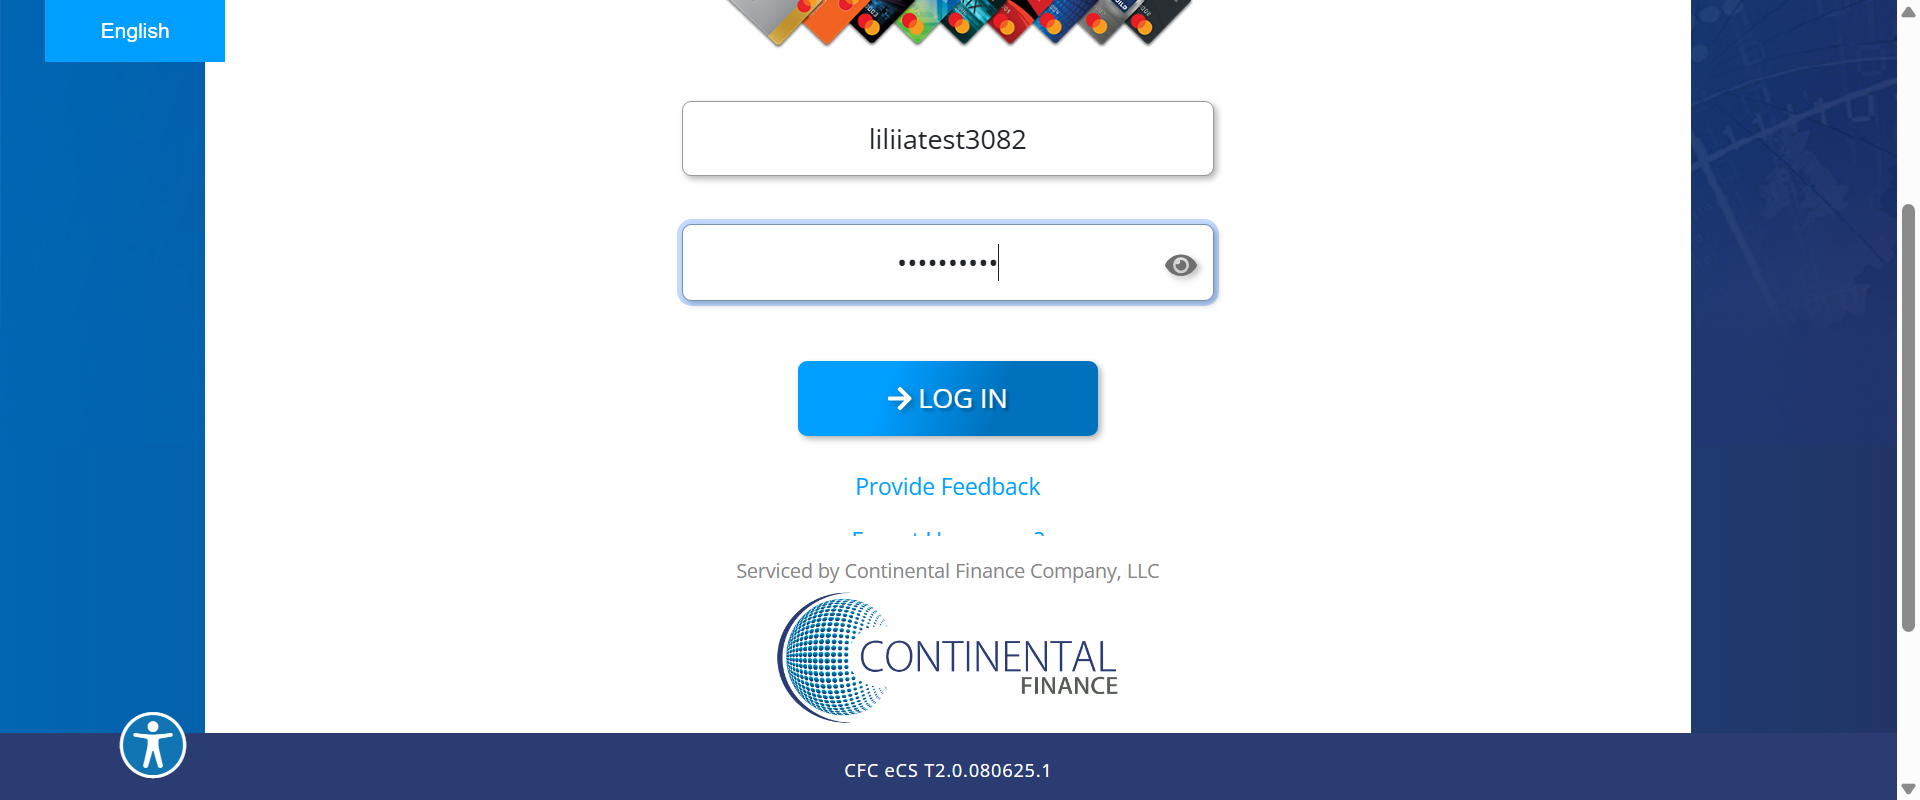 English
liliiatest3082
••••••••••
LOG IN
Provide Feedback
Serviced by Continental Finance Company, LLC
CONTINENTAL
FINANCE
CFC eCS T2.0.080625.1